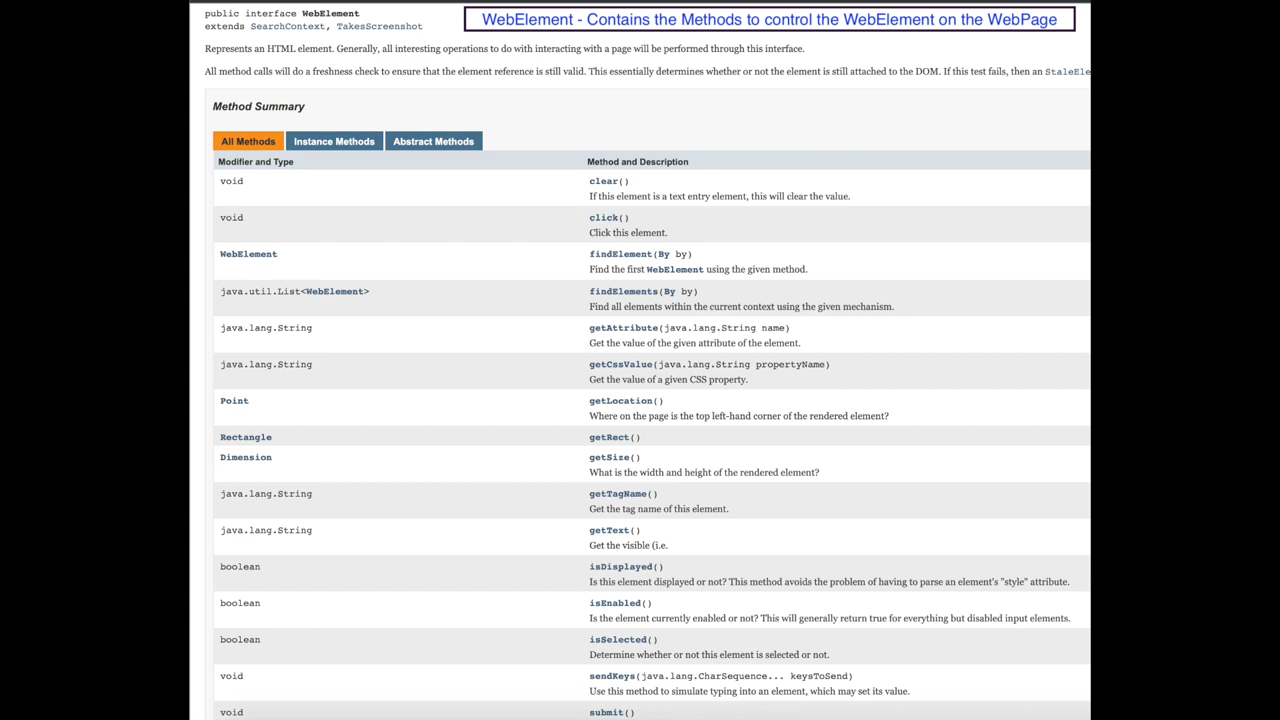 public interface WebElement
extends SearchContext, TakesScreenshot
WebElement - Contains the Methods to control the WebElement on the WebPage
Represents an HTML element. Generally, all interesting operations to do with interacting with a page will be performed through this interface.
All method calls will do a freshness check to ensure that the element reference is still valid. This essentially determines whether or not the element is still attached to the DOM. If this test fails, then an StaleEle
Method Summary
All Methods Instance Methods Abstract Methods
Modifier and Type Method and Description
void clear()
If this element is a text entry element, this will clear the value.
void click()
Click this element.
WebElement findElement(By by)
Find the first WebElement using the given method.
java.util.List<WebElement> findElements(By by)
Find all elements within the current context using the given mechanism.
java.lang.String getAttribute(java.lang.String name)
Get the value of the given attribute of the element.
java.lang.String getCssValue(java.lang.String propertyName)
Get the value of a given CSS property.
Point getLocation()
Where on the page is the top left-hand corner of the rendered element?
Rectangle getRect()
Dimension getSize()
What is the width and height of the rendered element?
java.lang.String getTagName()
Get the tag name of this element.
java.lang.String getText()
Get the visible (i.e.
boolean isDisplayed()
Is this element displayed or not? This method avoids the problem of having to parse an element's "style" attribute.
boolean isEnabled()
Is the element currently enabled or not? This will generally return true for everything but disabled input elements.
boolean isSelected()
Determine whether or not this element is selected or not.
void sendKeys(java.lang.CharSequence... keysToSend)
Use this method to simulate typing into an element, which may set its value.
void submit()